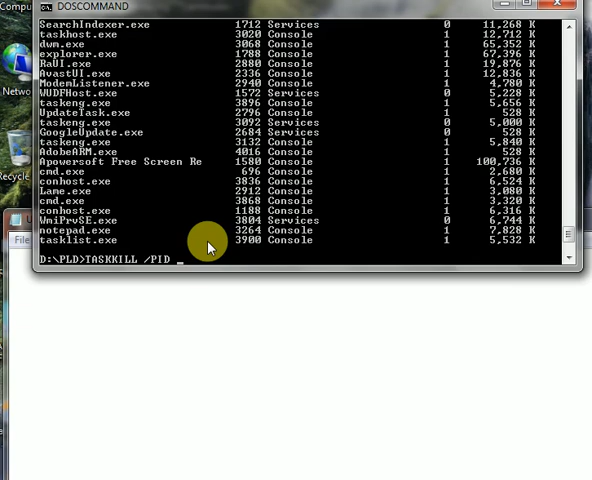 Compu
DOSCOMMAND
SearchIndexer.exe 1712 Services 0 11,268 K
taskhost.exe 3020 Console 1 12,712 K
dwm.exe 3068 Console 1 65,352 K
explorer.exe 1788 Console 1 67,396 K
RaUI.exe 2880 Console 1 19,876 K
AvastUI.exe 2336 Console 1 12,836 K
ModenListener.exe 2940 Console 1 4,780 K
WUDFHost.exe 1572 Services 0 5,228 K
taskeng.exe 3896 Console 1 5,656 K
UpdateTask.exe 2796 Console 1 528 K
taskeng.exe 3092 Services 0 5,000 K
GoogleUpdate.exe 2684 Services 0 528 K
taskeng.exe 3132 Console 1 5,840 K
AdobeARM.exe 4016 Console 1 528 K
Apowersoft Free Screen Re 1580 Console 1 100,736 K
cmd.exe 696 Console 1 2,680 K
conhost.exe 3836 Console 1 6,524 K
Lame.exe 2912 Console 1 3,080 K
cmd.exe 3868 Console 1 3,320 K
conhost.exe 1188 Console 1 6,316 K
WmiPrvSE.exe 3804 Services 0 6,744 K
notepad.exe 3264 Console 1 7,828 K
tasklist.exe 3900 Console 1 5,532 K
D:\PLD>TASKKILL /PID _
Netwo
Recycle
File